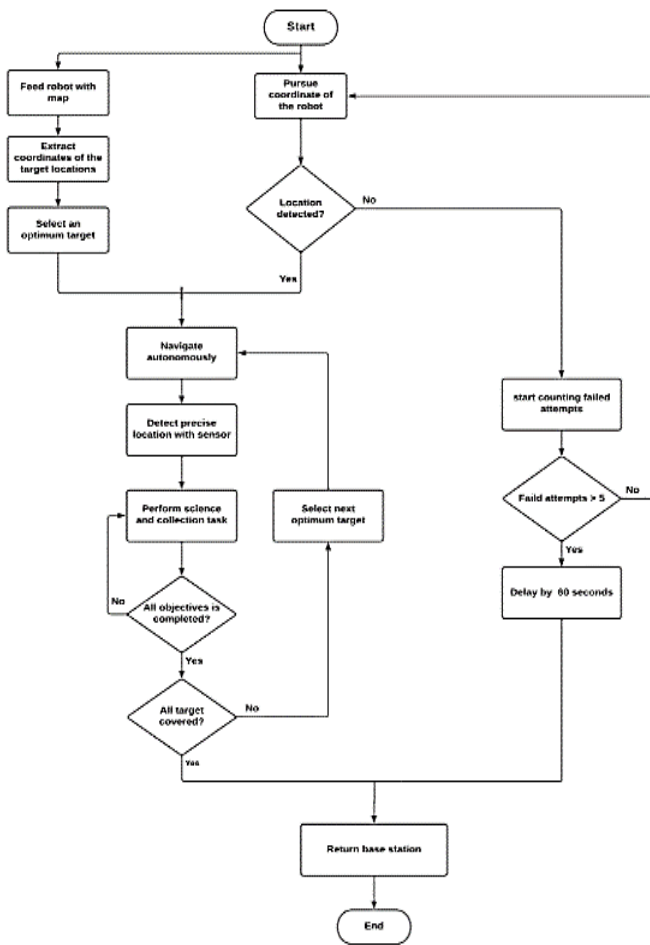 Start
Feed robot with
map
Pursue
coordinate of
the robot
Extract
coordinates of the
target locations
Location
detected?
No
Select an
optimum target
Yes
Navigate
autonomously
start counting failed
attempts
Detect precise
location with sensor
Perform science
and collection task
Select next
optimum target
Faild attempts > 5
No
Yes
Delay by 60 seconds
No
All objectives is
completed?
Yes
All target
covered?
No
Yes
Return base station
End